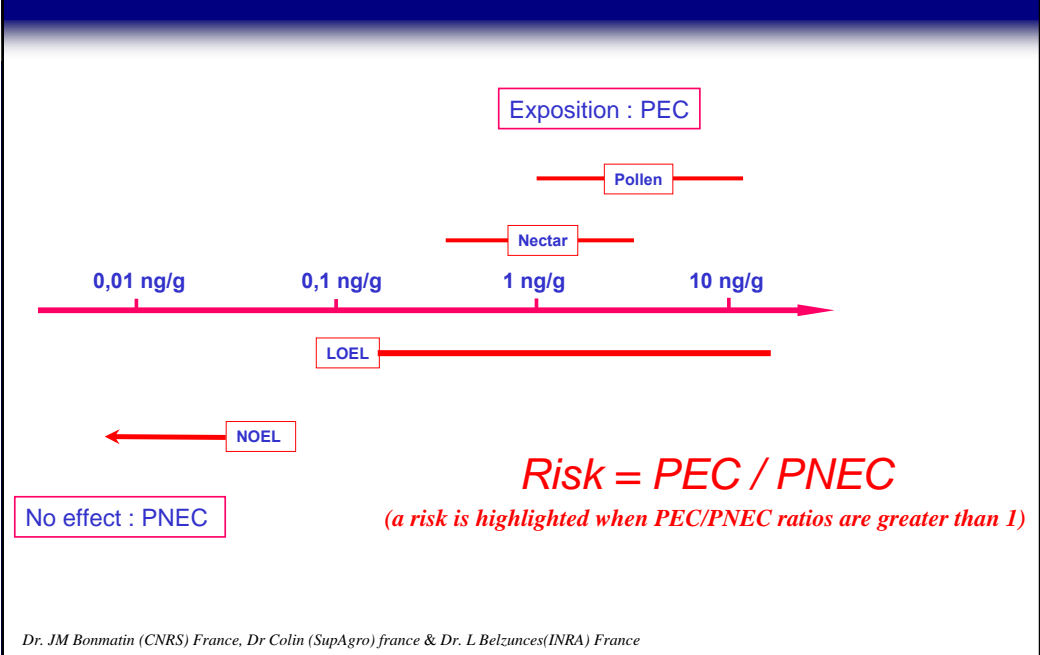 Exposition : PEC
Pollen
Nectar
0,01 ng/g 0,1 ng/g 1 ng/g 10 ng/g
LOEL
NOEL
Risk = PEC / PNEC
No effect : PNEC
(a risk is highlighted when PEC/PNEC ratios are greater than 1)
Dr. JM Bonmatin (CNRS) France, Dr Colin (SupAgro) france & Dr. L Belzunces(INRA) France